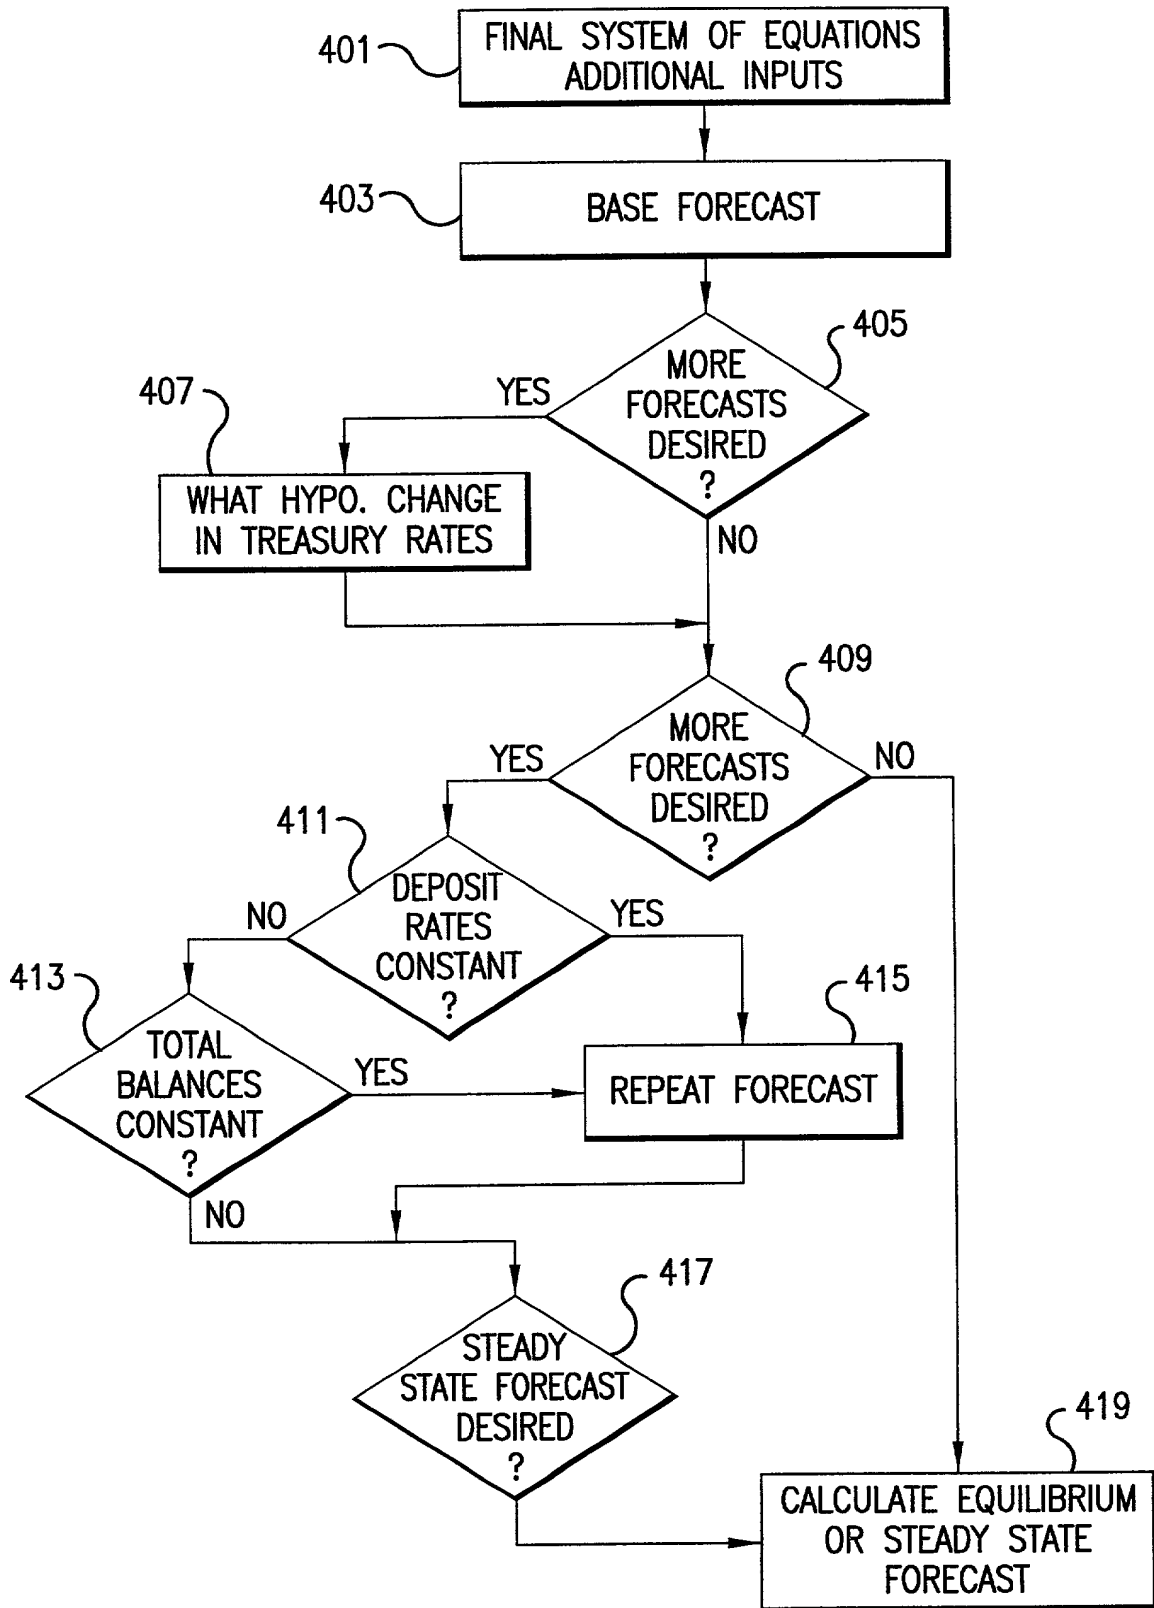 401
FINAL SYSTEM OF EQUATIONS
ADDITIONAL INPUTS
403
BASE FORECAST
405
MORE
FORECASTS
DESIRED
?
YES
NO
407
WHAT HYPO. CHANGE
IN TREASURY RATES
409
MORE
FORECASTS
DESIRED
?
YES
NO
411
DEPOSIT
RATES
CONSTANT
?
NO
YES
413
TOTAL
BALANCES
CONSTANT
?
YES
NO
415
REPEAT FORECAST
417
STEADY
STATE FORECAST
DESIRED
?
419
CALCULATE EQUILIBRIUM
OR STEADY STATE
FORECAST